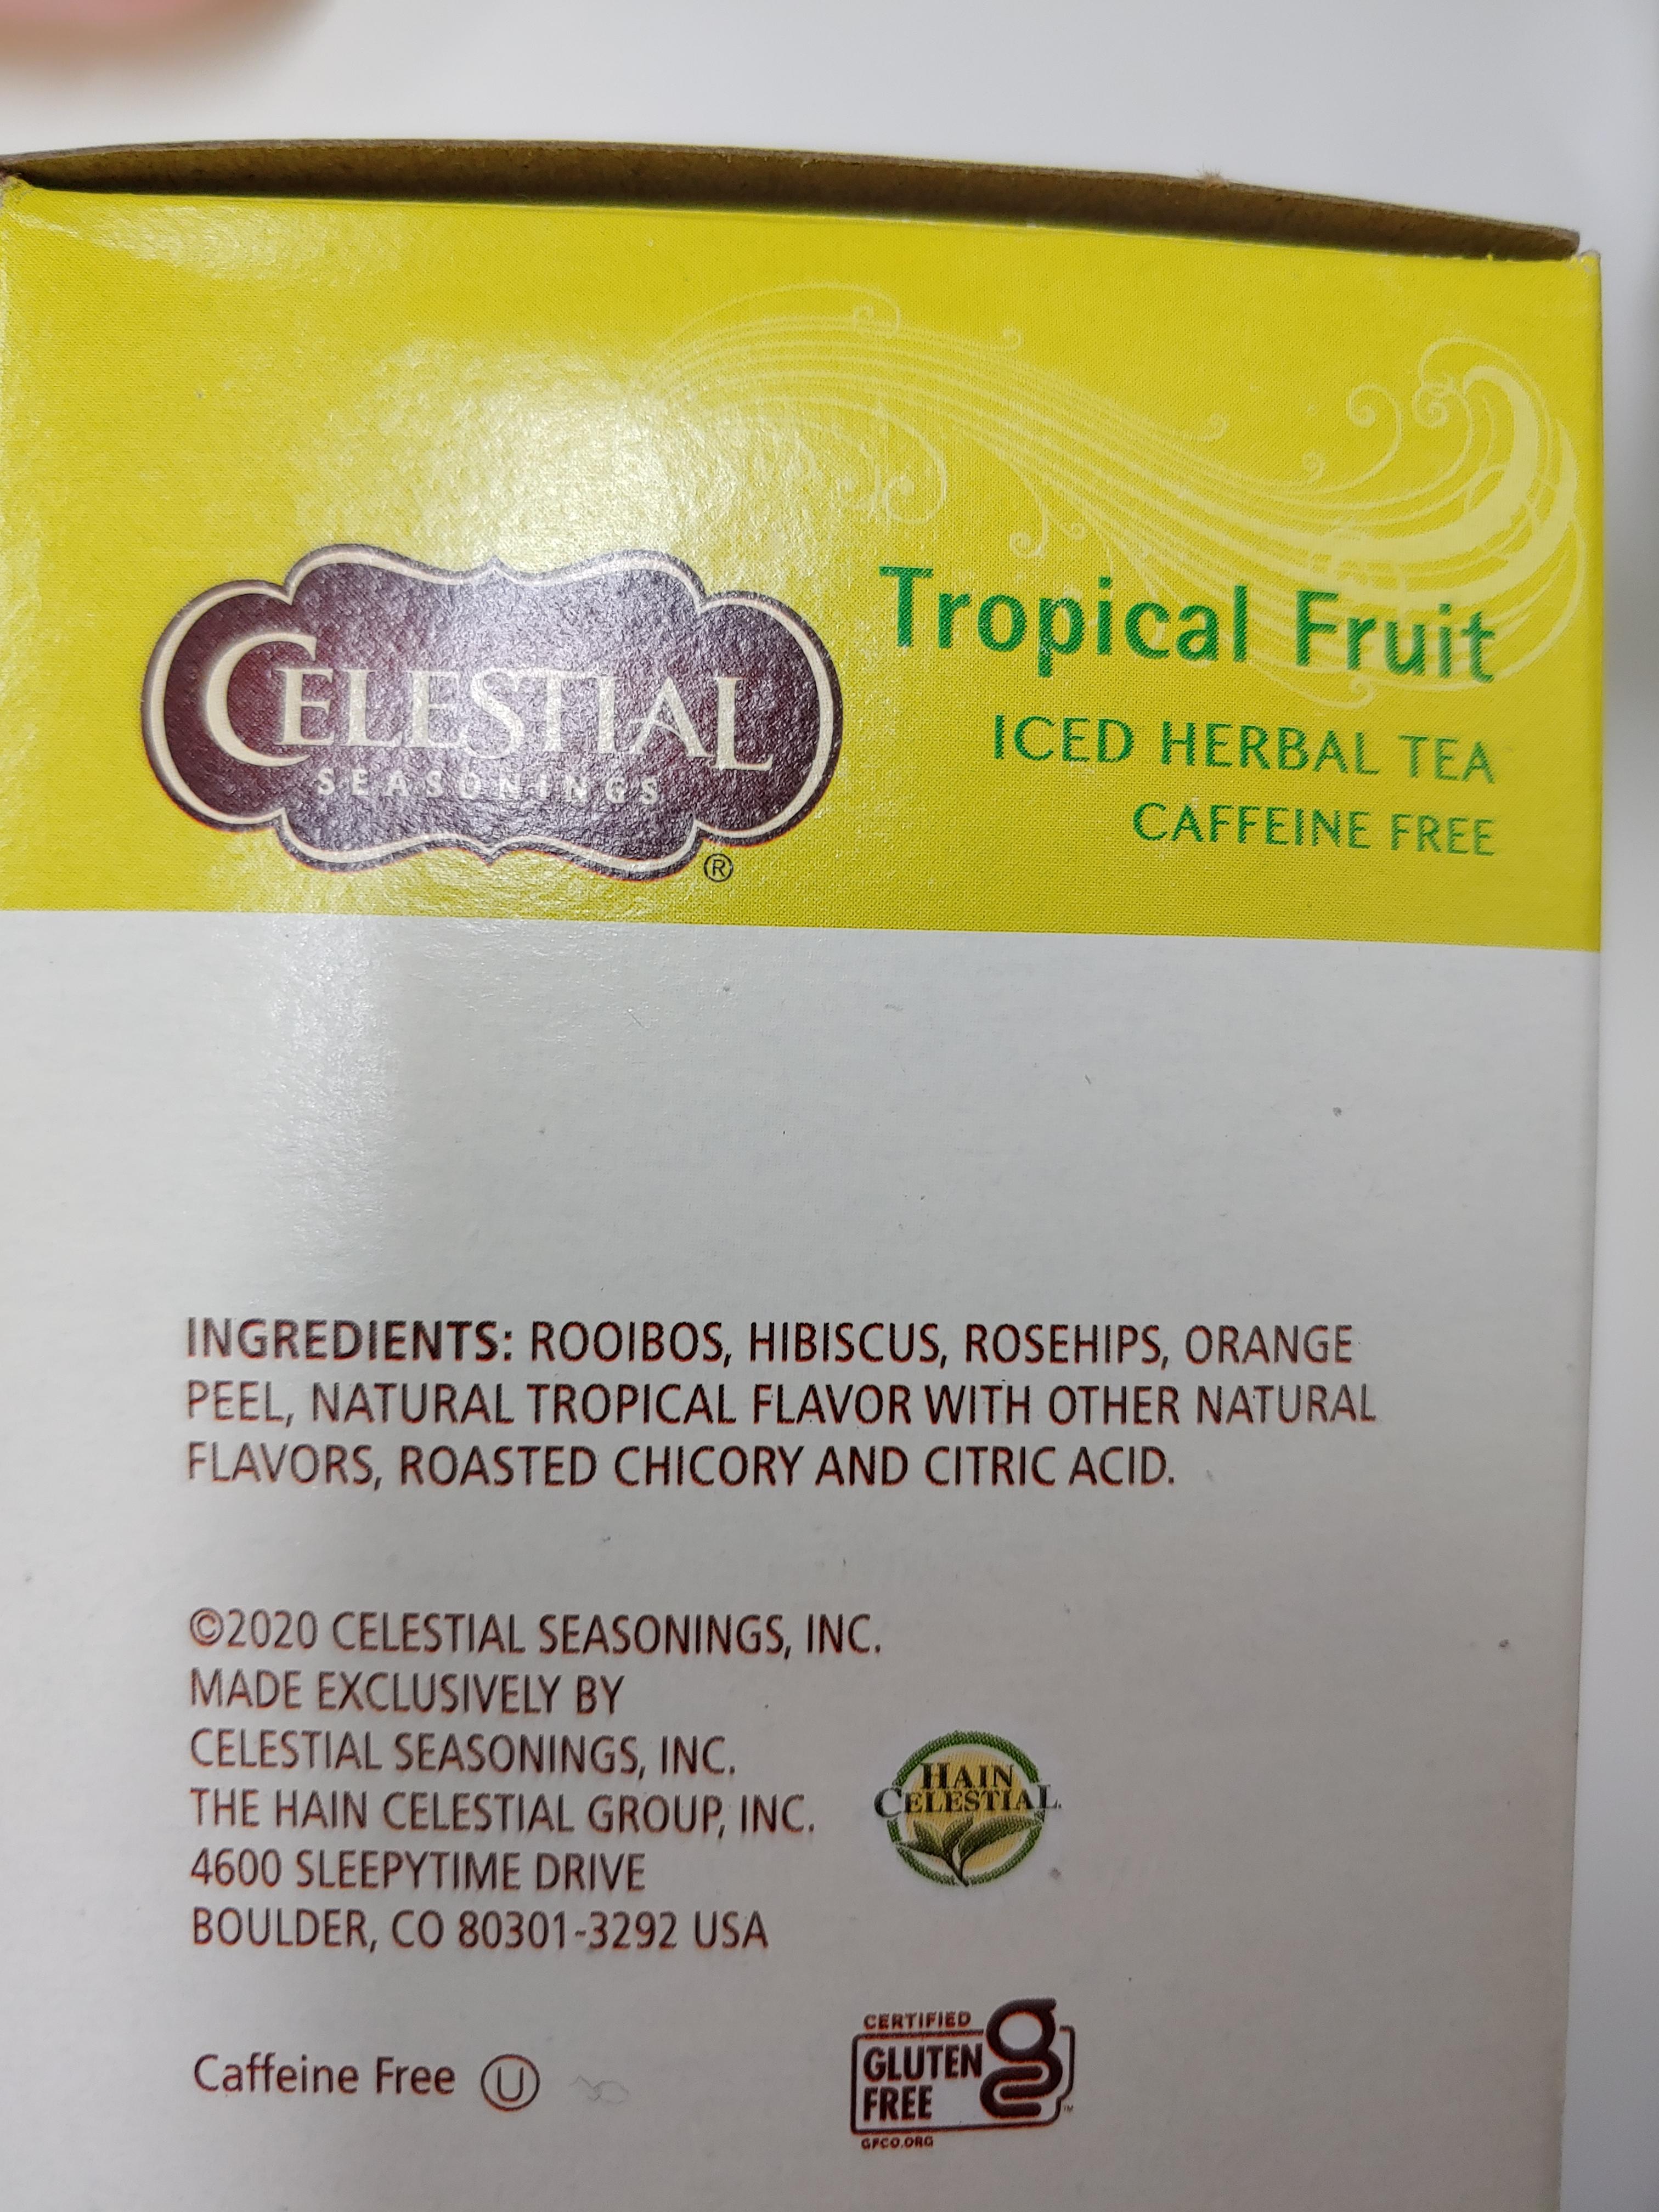 CELESTIAL
SEASONINGS
®
Tropical Fruit
ICED HERBAL TEA
CAFFEINE FREE
INGREDIENTS: ROOIBOS, HIBISCUS, ROSEHIPS, ORANGE
PEEL, NATURAL TROPICAL FLAVOR WITH OTHER NATURAL
FLAVORS, ROASTED CHICORY AND CITRIC ACID.
©2020 CELESTIAL SEASONINGS, INC.
MADE EXCLUSIVELY BY
CELESTIAL SEASONINGS, INC.
THE HAIN CELESTIAL GROUP, INC.
4600 SLEEPYTIME DRIVE
BOULDER, CO 80301-3292 USA
HAIN
CELESTIAL
Caffeine Free Ⓤ
CERTIFIED
GLUTEN
FREE
g
™
GFCO.ORG